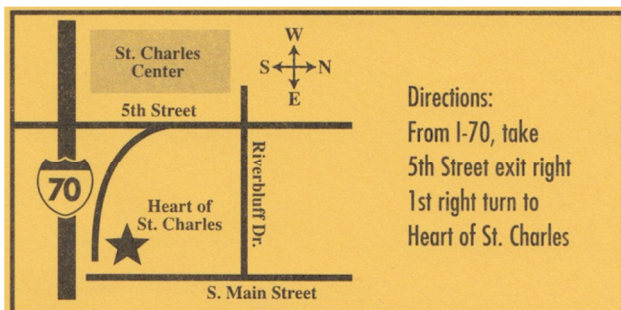 St. Charles
Center
W
S N
E
5th Street
70
Riverbluff Dr.
Heart of
St. Charles
S. Main Street
Directions:
From I-70, take
5th Street exit right
1st right turn to
Heart of St. Charles